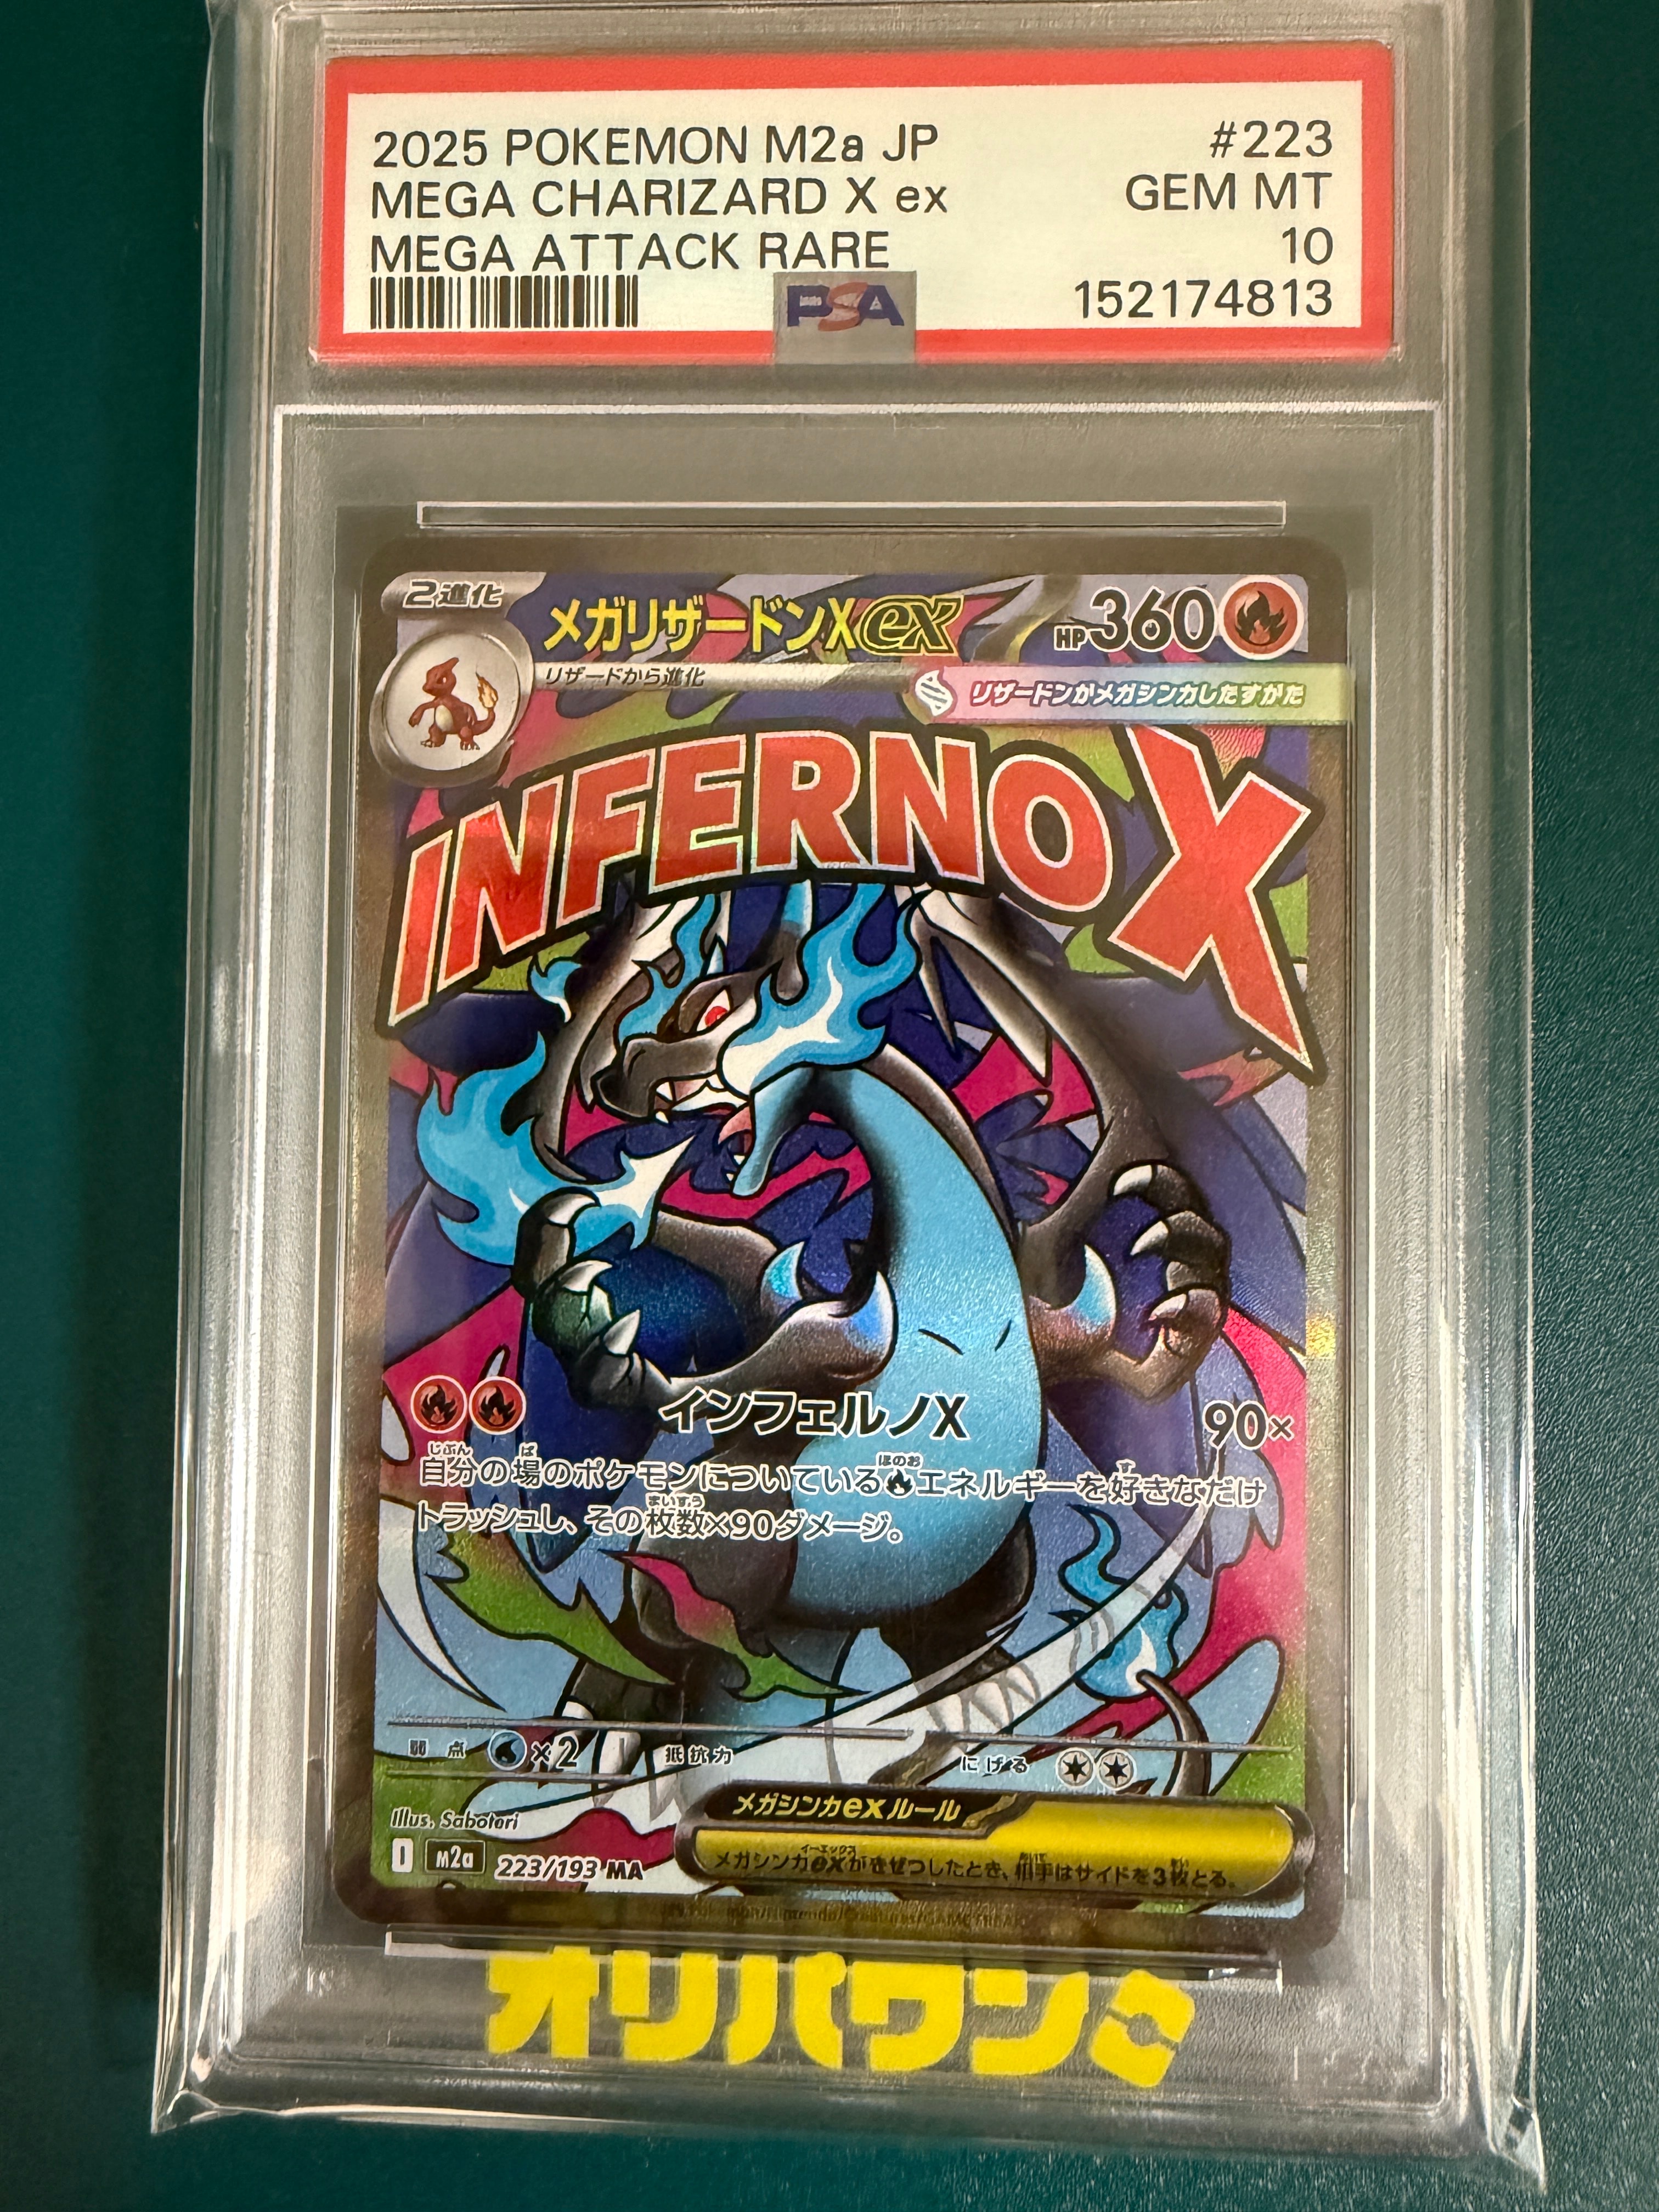 2025 POKEMON M2a JP #223
MEGA CHARIZARD X ex GEM MT
MEGA ATTACK RARE 10
PSA 152174813
2進化
メガリザードンXex HP360
リザードから進化
リザードンがメガシンカしたすがた
INFERNO X
インフェルノX 90×
自分の場のポケモンについているエネルギーを好きなだけ
トラッシュし、その枚数×90ダメージ。
弱点 ×2 抵抗力 にげる
メガシンカexルール
メガシンカexがきぜつしたとき、相手はサイドを3枚とる。
Illus. Sabotori
I m2a 223/193 MA
オリパワン